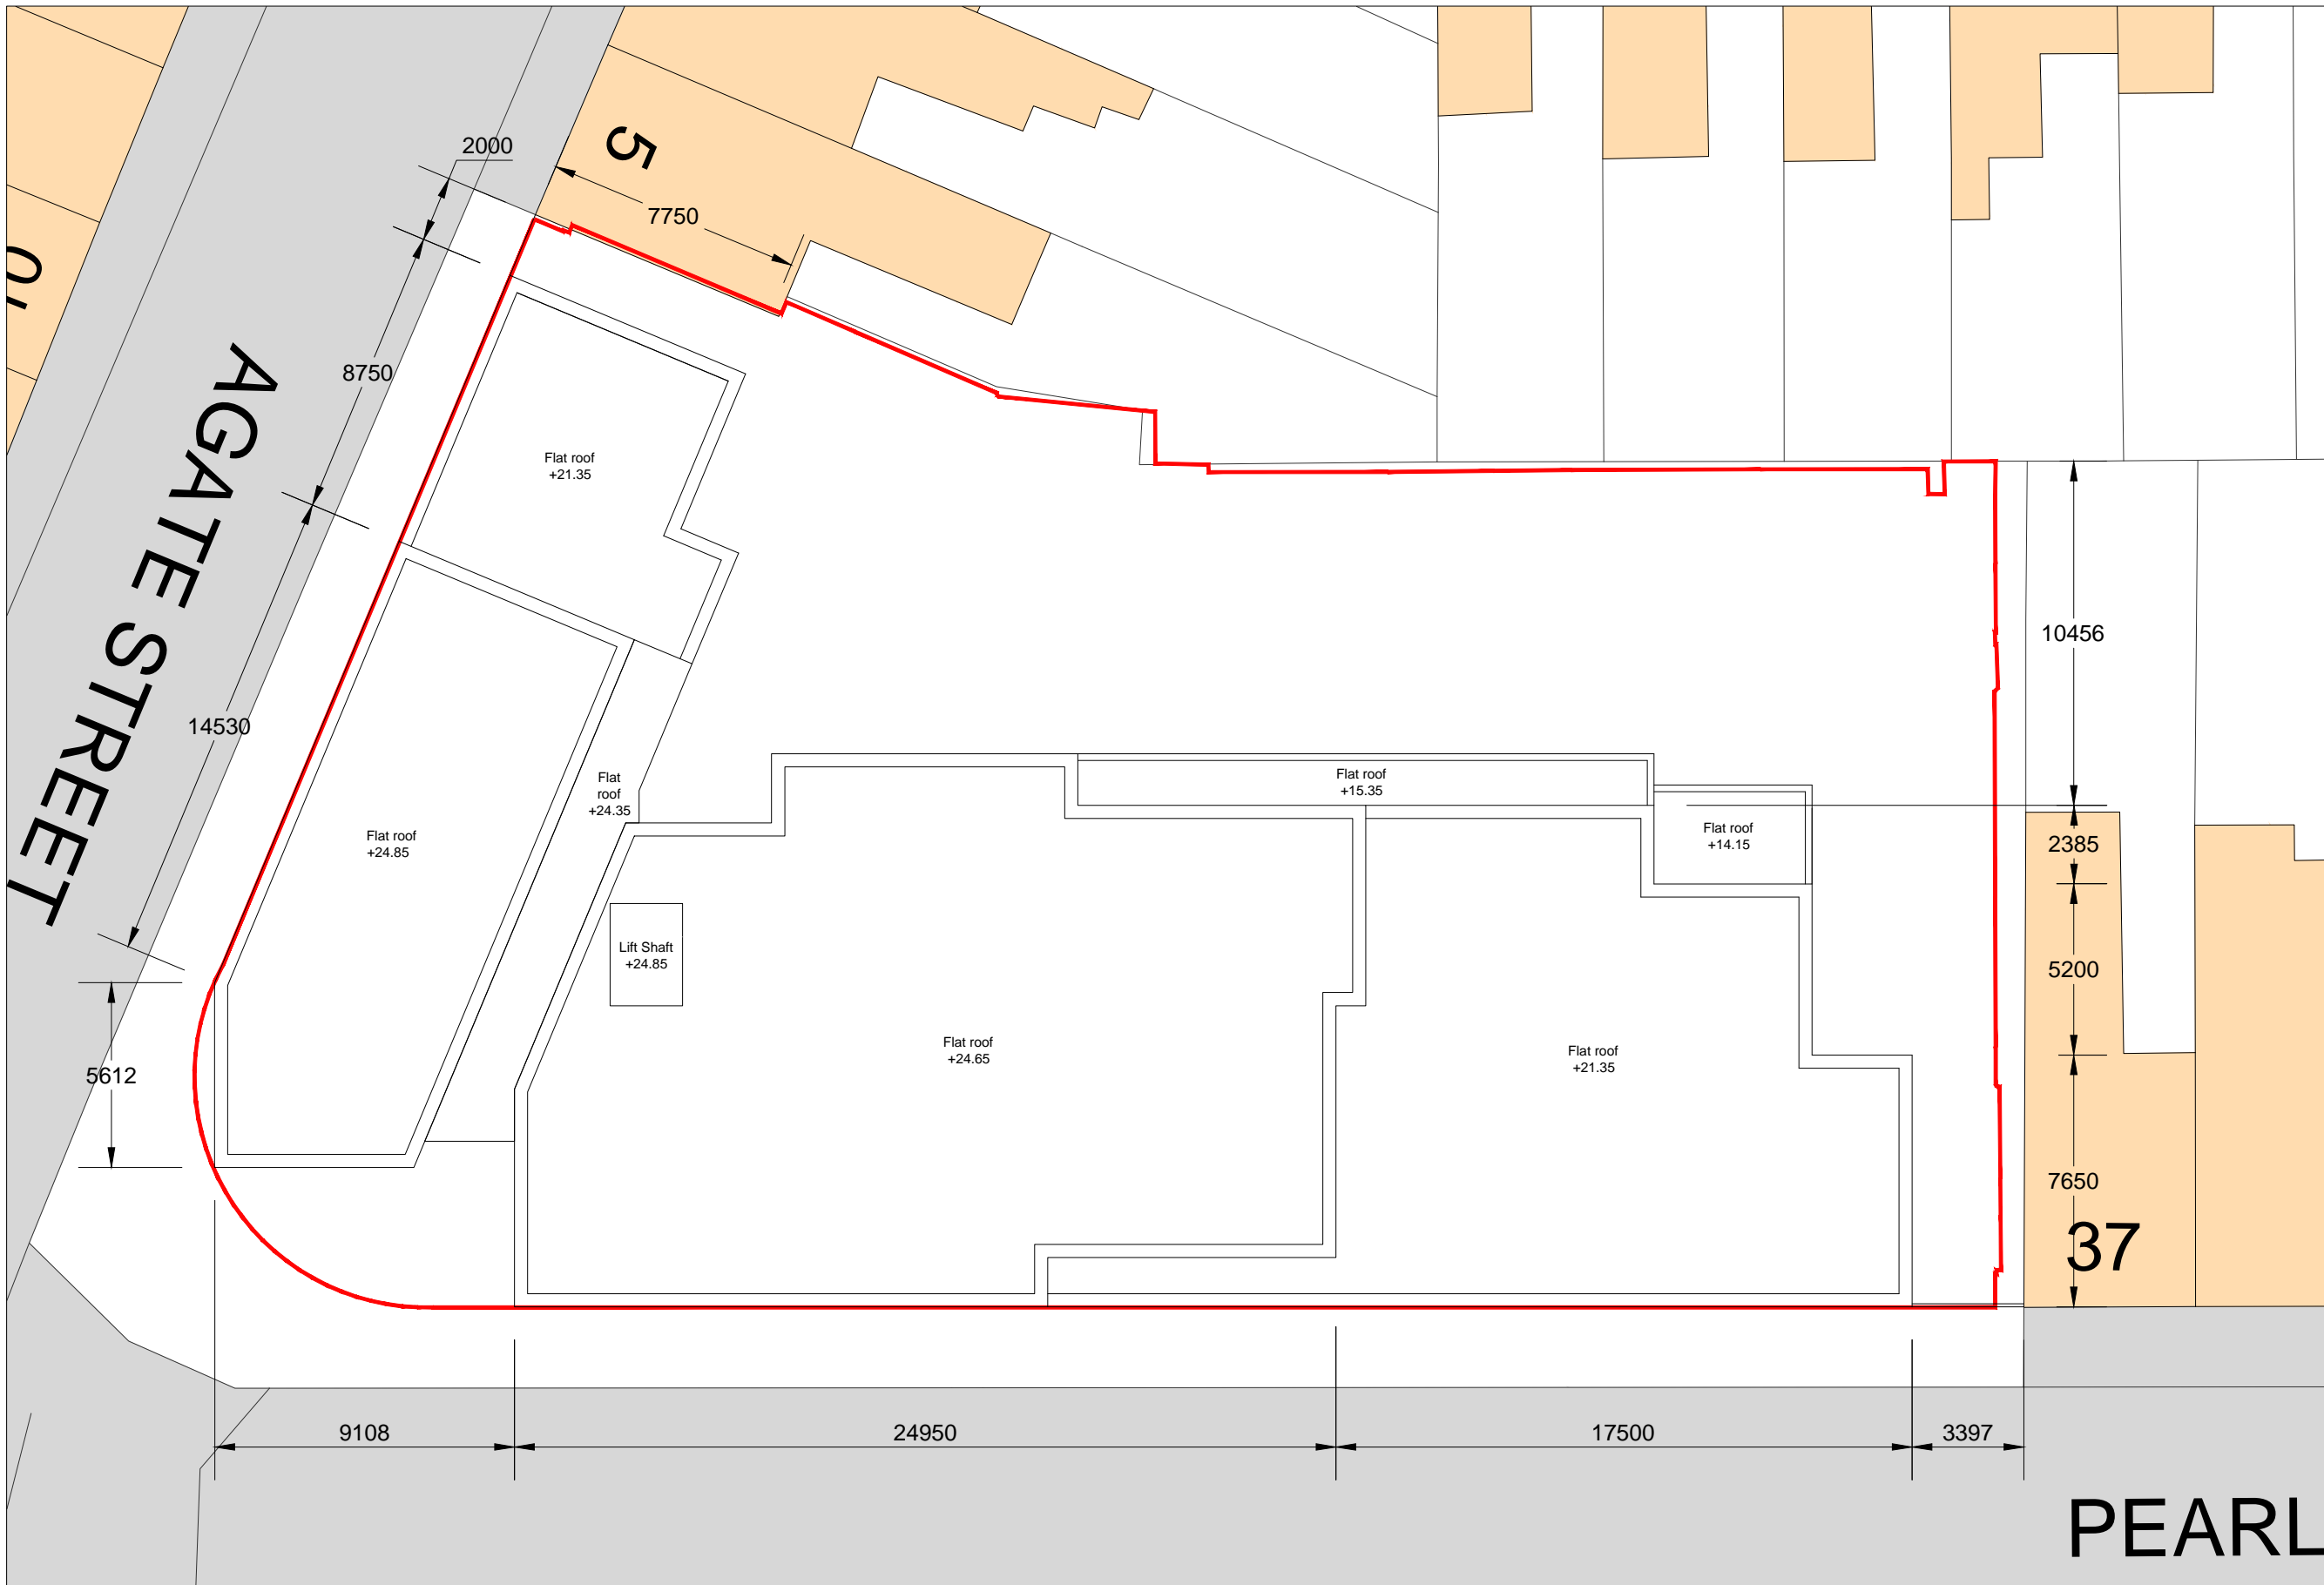 2000
5
7750
8750
AGATE STREET
Flat roof
+21.35
14530
10456
Flat roof
+15.35
Flat
roof
+24.35
Flat roof
+24.85
Flat roof
+14.15
2385
Lift Shaft
+24.85
5200
Flat roof
+24.65
Flat roof
+21.35
5612
7650
37
9108
24950
17500
3397
PEARL